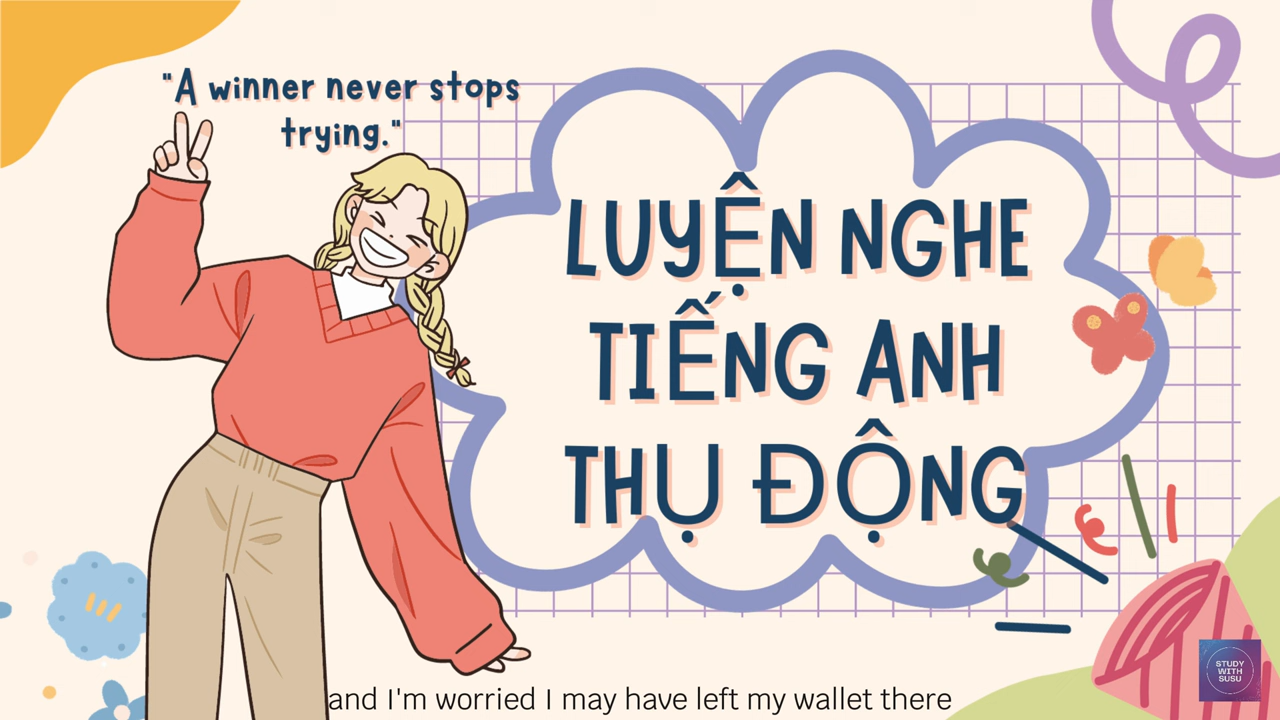 "A winner never stops
trying."
LUYỆN NGHE
TIẾNG ANH
THỤ ĐỘNG
and I'm worried I may have left my wallet there
STUDY
WITH
SUSU